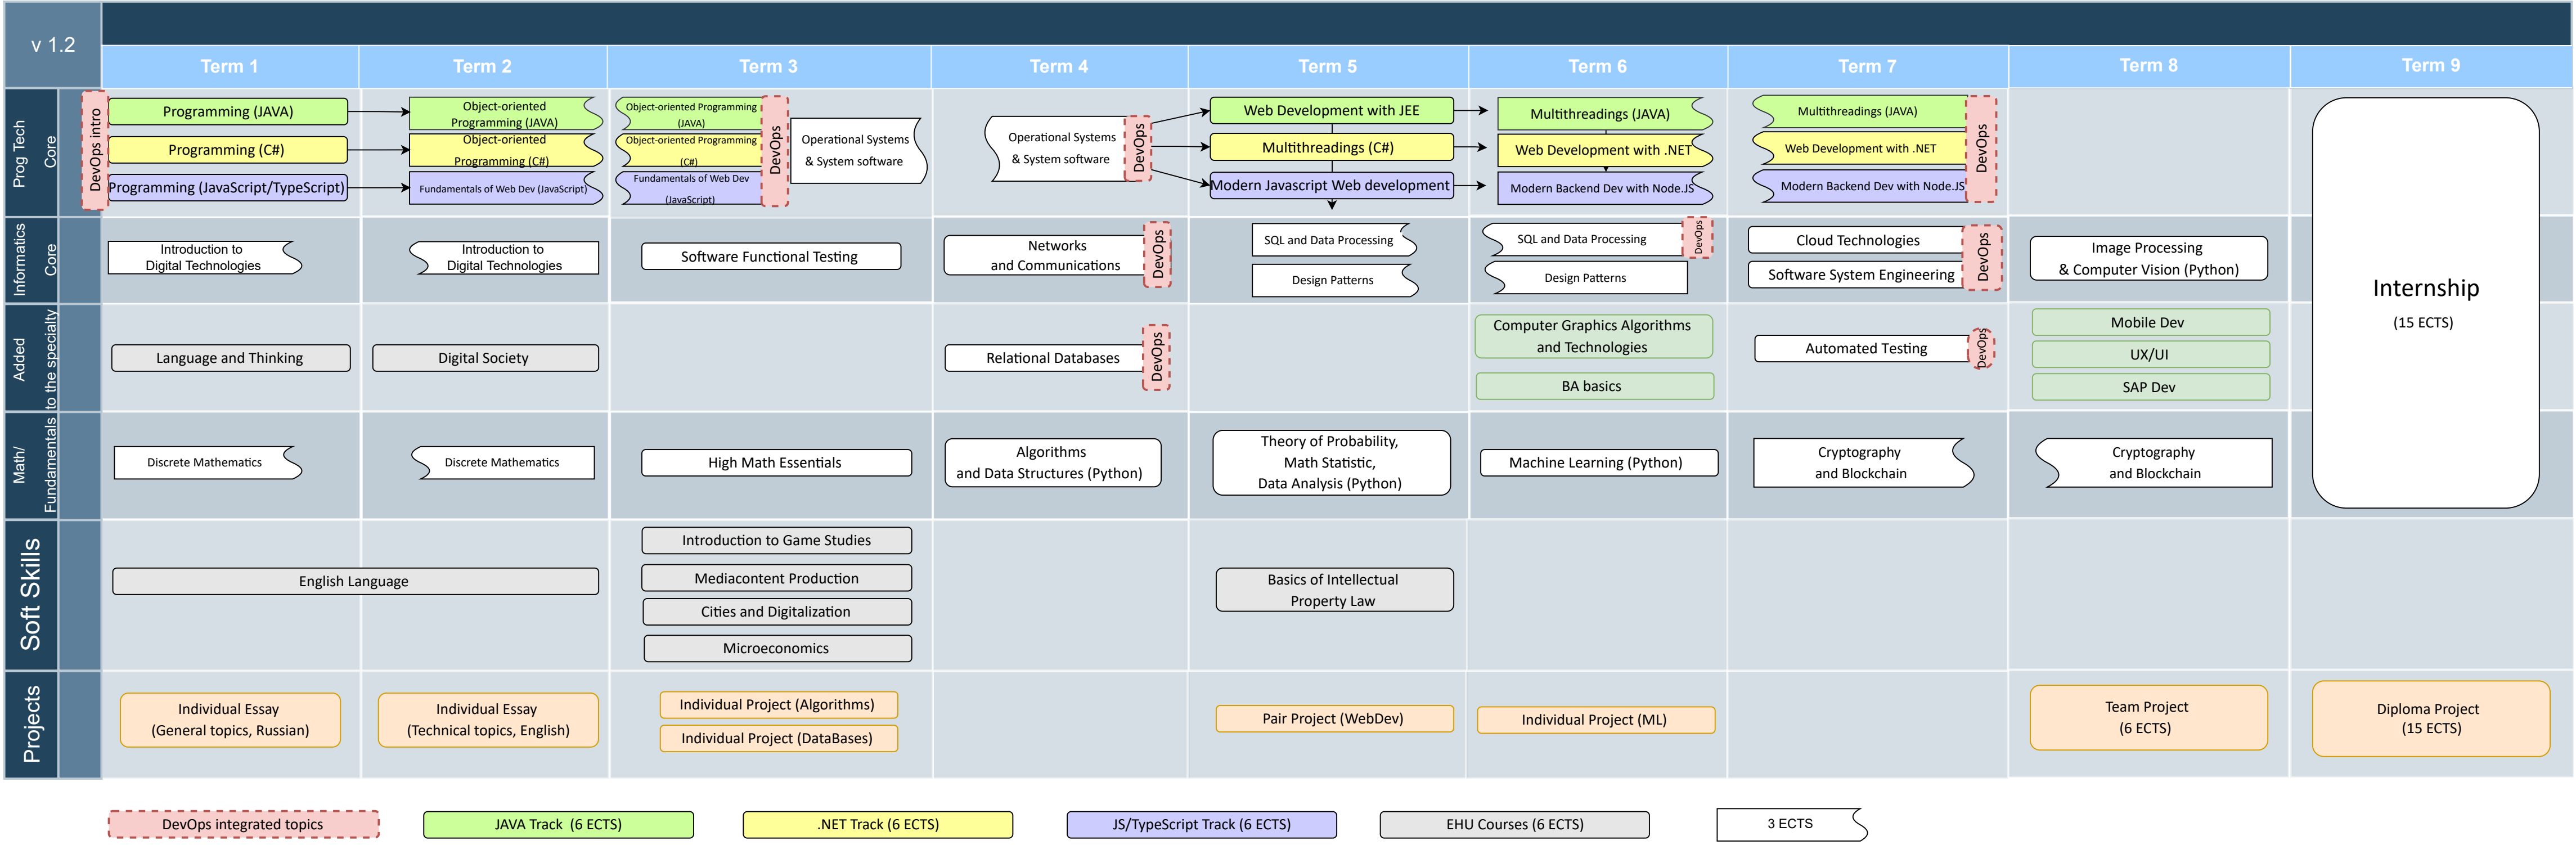 v 1.2
Term 1
Term 2
Term 3
Term 4
Term 5
Term 6
Term 7
Term 8
Term 9
Prog Tech
Core
DevOps intro
Programming (JAVA)
Programming (C#)
Programming (JavaScript/TypeScript)
Object-oriented
Programming (JAVA)
Object-oriented
Programming (C#)
Fundamentals of Web Dev (JavaScript)
Object-oriented Programming
(JAVA)
Object-oriented Programming
(C#)
Fundamentals of Web Dev
(JavaScript)
DevOps
Operational Systems
& System software
Operational Systems
& System software
DevOps
Web Development with JEE
Multithreadings (C#)
Modern Javascript Web development
Multithreadings (JAVA)
Web Development with .NET
Modern Backend Dev with Node.JS
Multithreadings (JAVA)
Web Development with .NET
Modern Backend Dev with Node.JS
DevOps
Informatics
Core
Introduction to
Digital Technologies
Introduction to
Digital Technologies
Software Functional Testing
Networks
and Communications
DevOps
SQL and Data Processing
Design Patterns
SQL and Data Processing
DevOps
Design Patterns
Cloud Technologies
Software System Engineering
DevOps
Image Processing
& Computer Vision (Python)
Internship
(15 ECTS)
Added
to the specialty
Language and Thinking
Digital Society
Relational Databases
DevOps
Computer Graphics Algorithms
and Technologies
BA basics
Automated Testing
DevOps
Mobile Dev
UX/UI
SAP Dev
Math/
Fundamentals
Discrete Mathematics
Discrete Mathematics
High Math Essentials
Algorithms
and Data Structures (Python)
Theory of Probability,
Math Statistic,
Data Analysis (Python)
Machine Learning (Python)
Cryptography
and Blockchain
Cryptography
and Blockchain
Soft Skills
English Language
Introduction to Game Studies
Mediacontent Production
Cities and Digitalization
Microeconomics
Basics of Intellectual
Property Law
Projects
Individual Essay
(General topics, Russian)
Individual Essay
(Technical topics, English)
Individual Project (Algorithms)
Individual Project (DataBases)
Pair Project (WebDev)
Individual Project (ML)
Team Project
(6 ECTS)
Diploma Project
(15 ECTS)
DevOps integrated topics
JAVA Track (6 ECTS)
.NET Track (6 ECTS)
JS/TypeScript Track (6 ECTS)
EHU Courses (6 ECTS)
3 ECTS